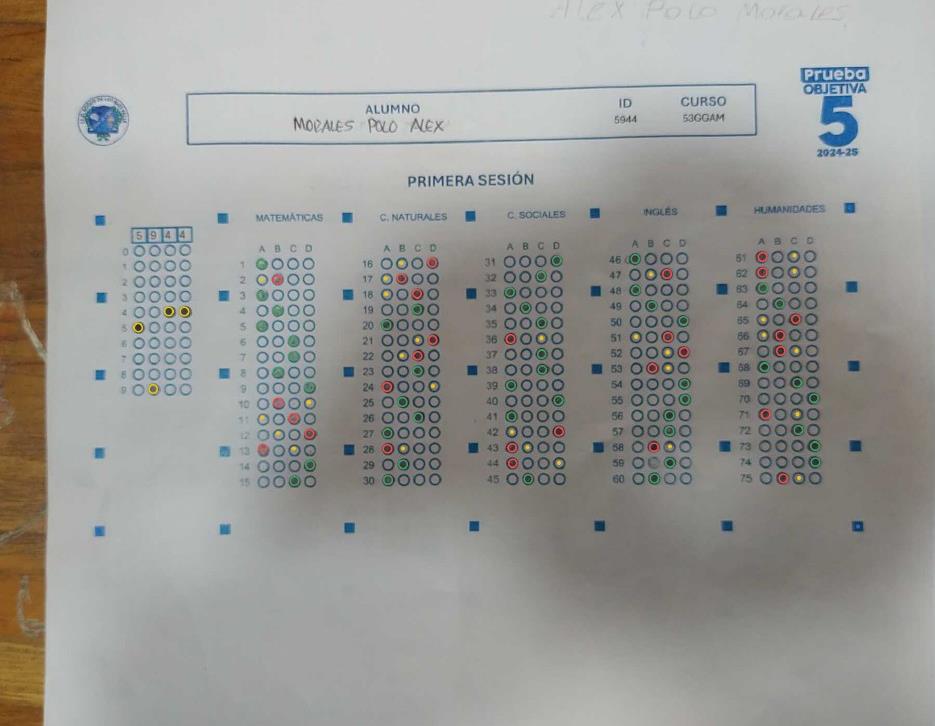 Alex Polo Morales
Prueba
OBJETIVA
5
2024-25
ALUMNO ID CURSO
MORALES POLO ALEX 5944 53GGAM
PRIMERA SESIÓN
MATEMÁTICAS C. NATURALES C. SOCIALES INGLÉS HUMANIDADES
5 9 4 4
A B C D A B C D A B C D A B C D A B C D
0
1
2
3
4
5
6
7
8
9
1 16 31 46 61
2 17 32 47 62
3 18 33 48 63
4 19 34 49 64
5 20 35 50 65
6 21 36 51 66
7 22 37 52 67
8 23 38 53 68
9 24 39 54 69
10 25 40 55 70
11 26 41 56 71
12 27 42 57 72
13 28 43 58 73
14 29 44 59 74
15 30 45 60 75